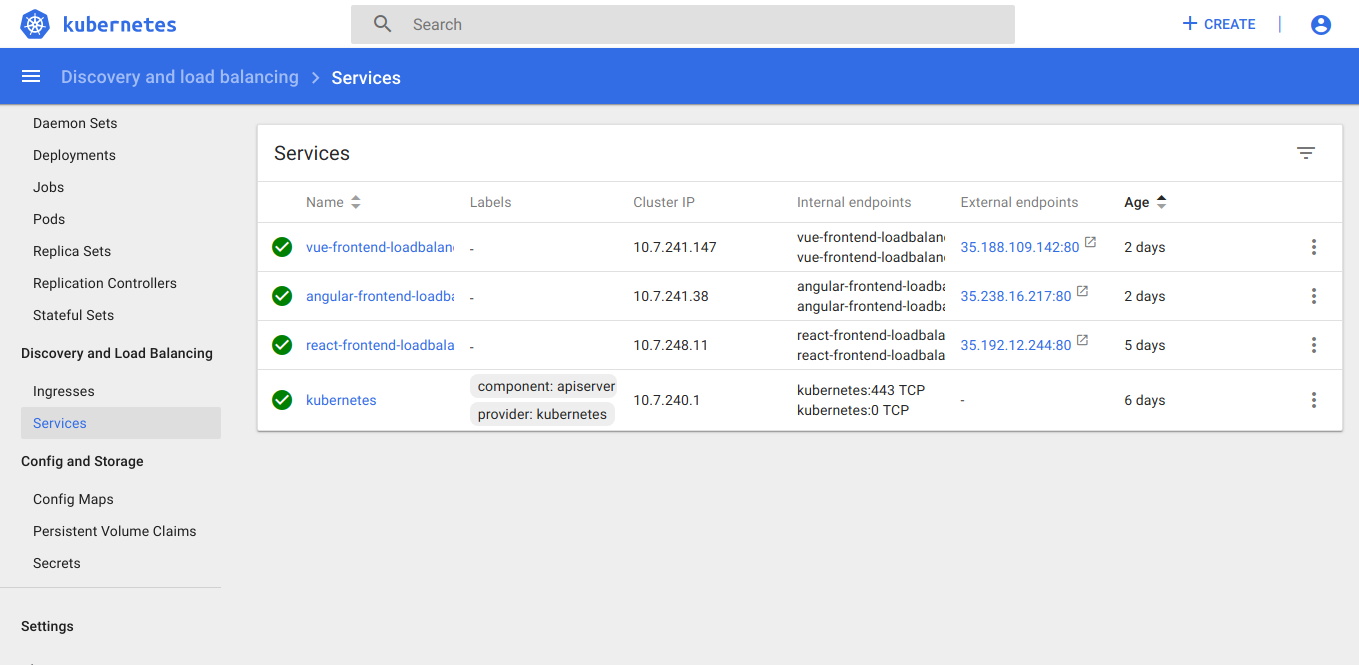 kubernetes
Search
CREATE
Discovery and load balancing > Services
Daemon Sets
Deployments
Jobs
Pods
Replica Sets
Replication Controllers
Stateful Sets
Discovery and Load Balancing
Ingresses
Services
Config and Storage
Config Maps
Persistent Volume Claims
Secrets
Settings
Services
Name Labels Cluster IP Internal endpoints External endpoints Age
vue-frontend-loadbalan - 10.7.241.147 vue-frontend-loadbalan 35.188.109.142:80 2 days
vue-frontend-loadbalan
angular-frontend-loadba - 10.7.241.38 angular-frontend-loadba 35.238.16.217:80 2 days
angular-frontend-loadba
react-frontend-loadbala - 10.7.248.11 react-frontend-loadbala 35.192.12.244:80 5 days
react-frontend-loadbala
kubernetes component: apiserver 10.7.240.1 kubernetes:443 TCP - 6 days
provider: kubernetes kubernetes:0 TCP